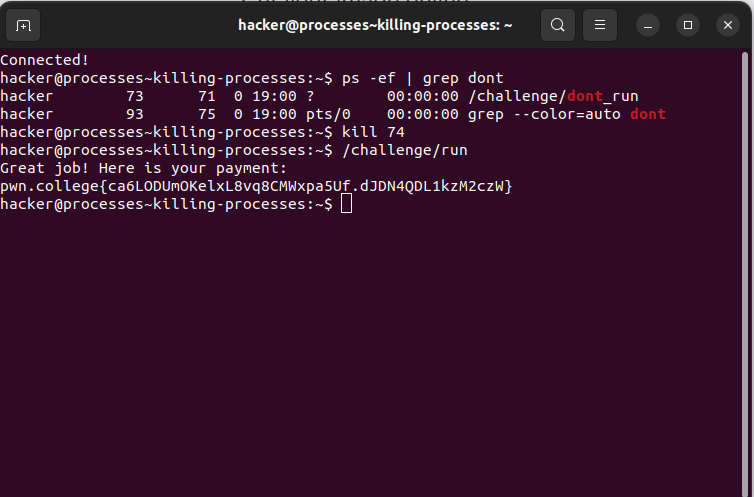 hacker@processes~killing-processes: ~
Connected!
hacker@processes~killing-processes:~$ ps -ef | grep dont
hacker        73      71  0 19:00 ?        00:00:00 /challenge/dont_run
hacker        93      75  0 19:00 pts/0    00:00:00 grep --color=auto dont
hacker@processes~killing-processes:~$ kill 74
hacker@processes~killing-processes:~$ /challenge/run
Great job! Here is your payment:
pwn.college{ca6LODUmOKelxL8vq8CMWxpa5Uf.dJDN4QDL1kzM2czW}
hacker@processes~killing-processes:~$